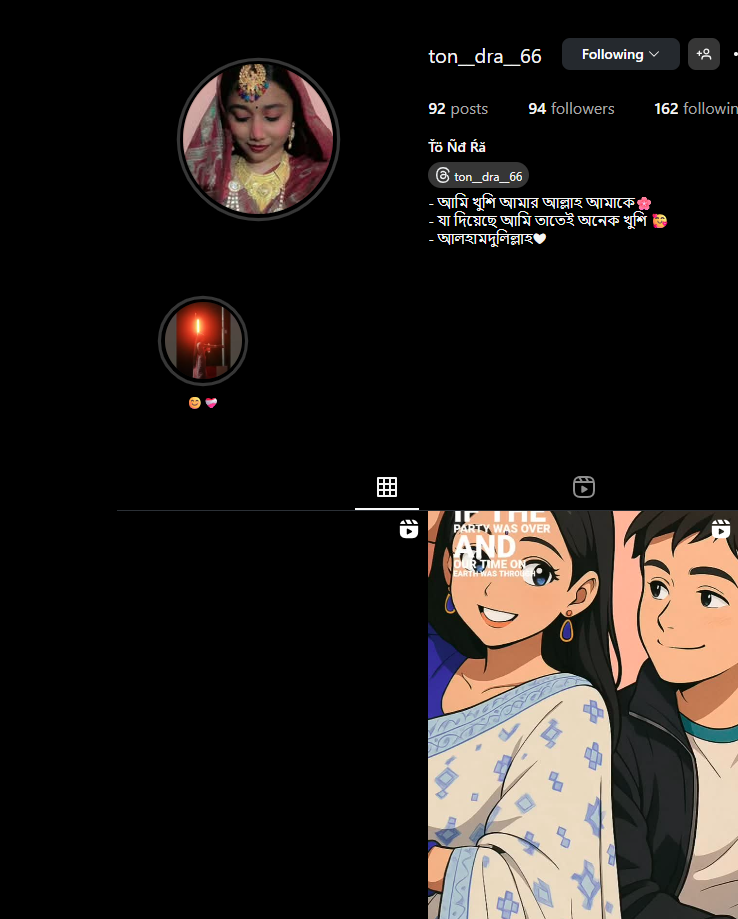 ton__dra__66
Following
92 posts 94 followers 162 followin
T̃ö Ñđ Ŕă
ton__dra__66
- আমি খুশি আমার আল্লাহ আমাকে🌸
- যা দিয়েছে আমি তাতেই অনেক খুশি 🥰
- আলহামদুলিল্লাহ🤍
😊 💝
IF THE
PARTY WAS OVER
AND
OUR TIME ON
EARTH WAS THROUGH